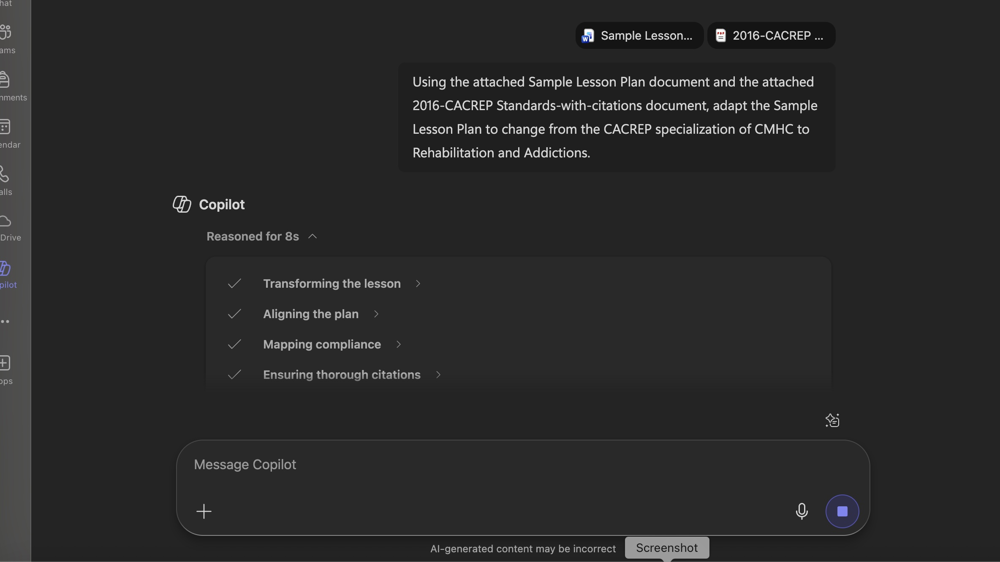 hat
ams
nments
endar
alls
Drive
pilot
pps
Sample Lesson...
2016-CACREP ...
Using the attached Sample Lesson Plan document and the attached
2016-CACREP Standards-with-citations document, adapt the Sample
Lesson Plan to change from the CACREP specialization of CMHC to
Rehabilitation and Addictions.
Copilot
Reasoned for 8s
Transforming the lesson
Aligning the plan
Mapping compliance
Ensuring thorough citations
Message Copilot
AI-generated content may be incorrect
Screenshot